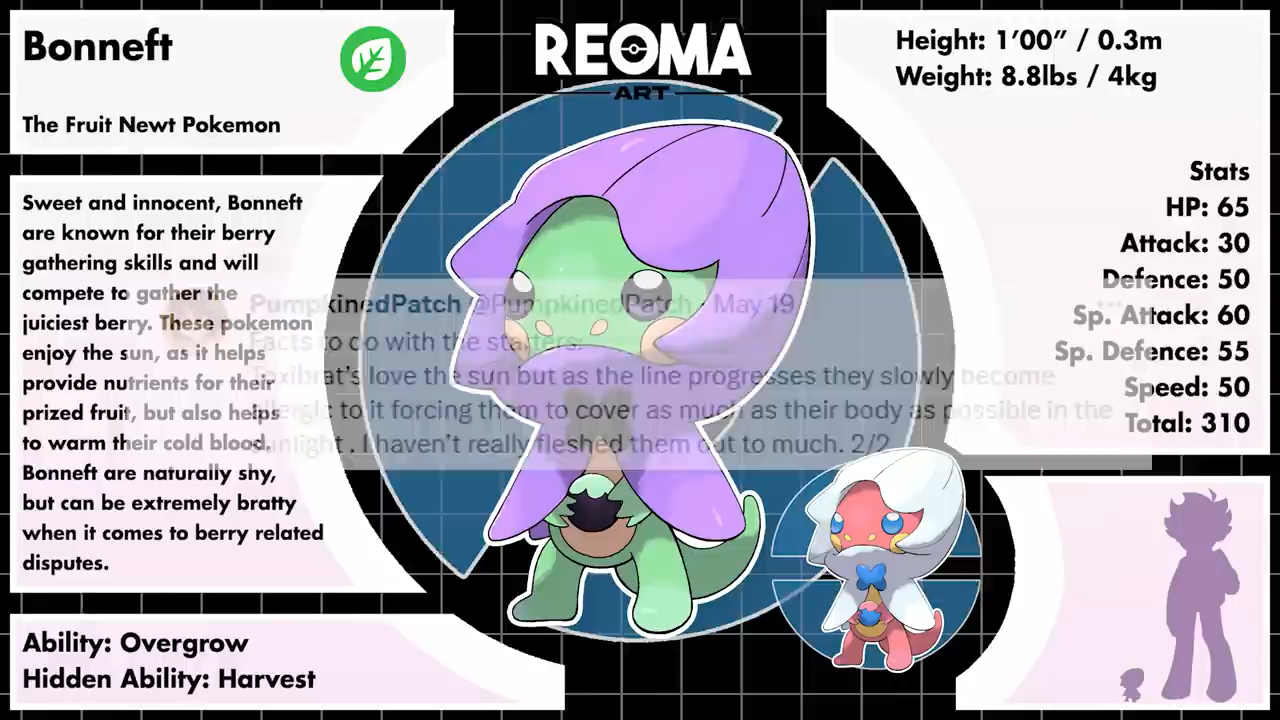 Bonneft
The Fruit Newt Pokemon
REOMA
ART
Height: 1’00” / 0.3m
Weight: 8.8lbs / 4kg
Stats
HP: 65
Attack: 30
Defence: 50
Sp. Attack: 60
Sp. Defence: 55
Speed: 50
Total: 310
Sweet and innocent, Bonneft
are known for their berry
gathering skills and will
compete to gather the
juiciest berry. These pokemon
enjoy the sun, as it helps
provide nutrients for their
prized fruit, but also helps
to warm their cold blood.
Bonneft are naturally shy,
but can be extremely bratty
when it comes to berry related
disputes.
PumpkinedPatch @PumpkinedPatch · May 19
Facts to do with the starters:
love the sun but as the line progresses they slowly become
allergic to it forcing them to cover as much as their body as possible in the
sunlight . I haven’t really fleshed them out to much. 2/2
Ability: Overgrow
Hidden Ability: Harvest